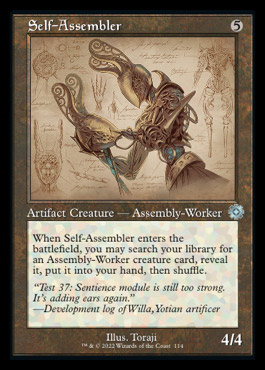 Self-Assembler 5
Artifact Creature — Assembly-Worker
When Self-Assembler enters the
battlefield, you may search your library for
an Assembly-Worker creature card, reveal
it, put it into your hand, then shuffle.
“Test 37: Sentience module is still too strong.
It’s adding ears again.”
—Development log of Willa, Yotian artificer
Illus. Toraji
™ & © 2022 Wizards of the Coast 114
4/4